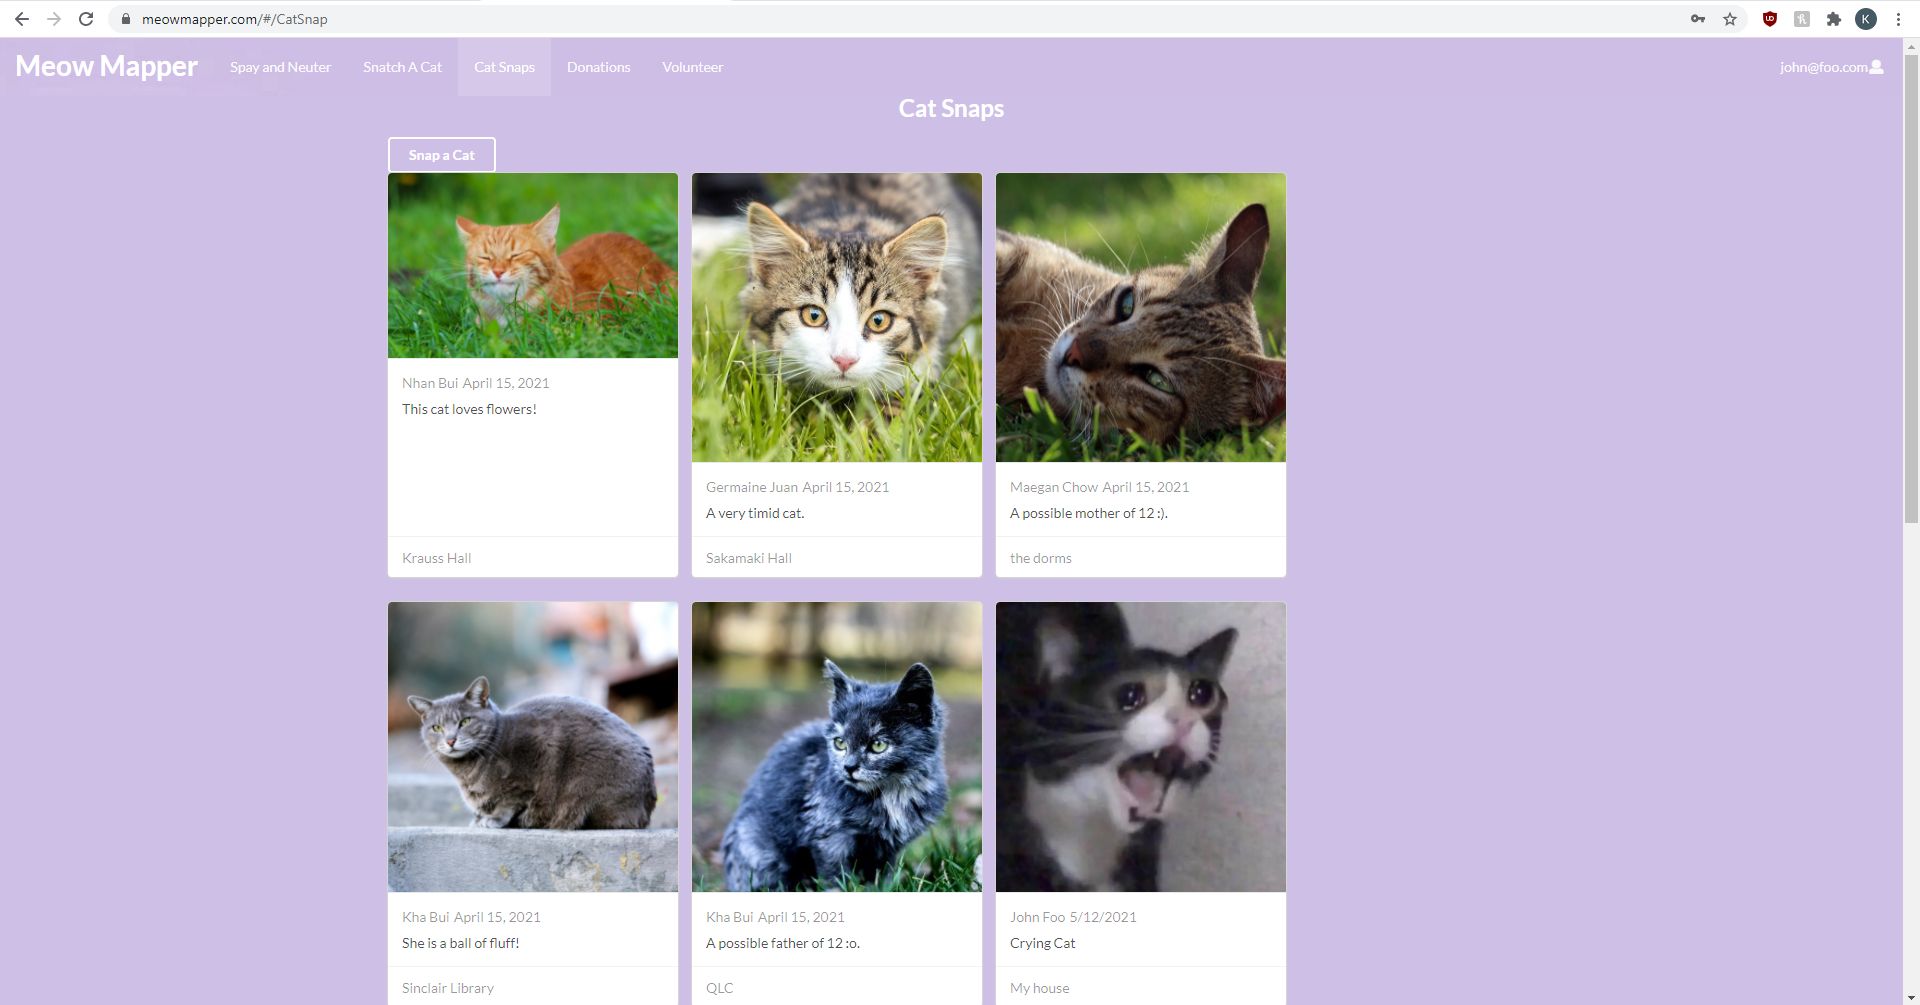 meowmapper.com/#/CatSnap
K
Meow Mapper
Spay and Neuter
Snatch A Cat
Cat Snaps
Donations
Volunteer
john@foo.com
Cat Snaps
Snap a Cat
Nhan Bui April 15, 2021
This cat loves flowers!
Krauss Hall
Germaine Juan April 15, 2021
A very timid cat.
Sakamaki Hall
Maegan Chow April 15, 2021
A possible mother of 12 :).
the dorms
Kha Bui April 15, 2021
She is a ball of fluff!
Sinclair Library
Kha Bui April 15, 2021
A possible father of 12 :o.
QLC
John Foo 5/12/2021
Crying Cat
My house